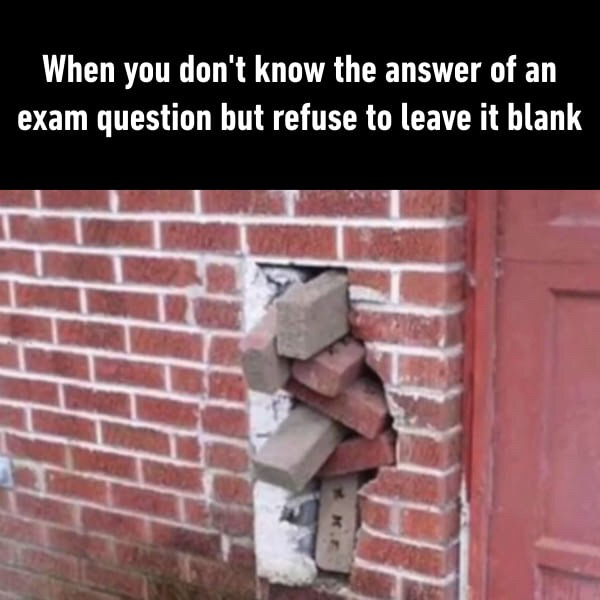 When you don't know the answer of an
exam question but refuse to leave it blank